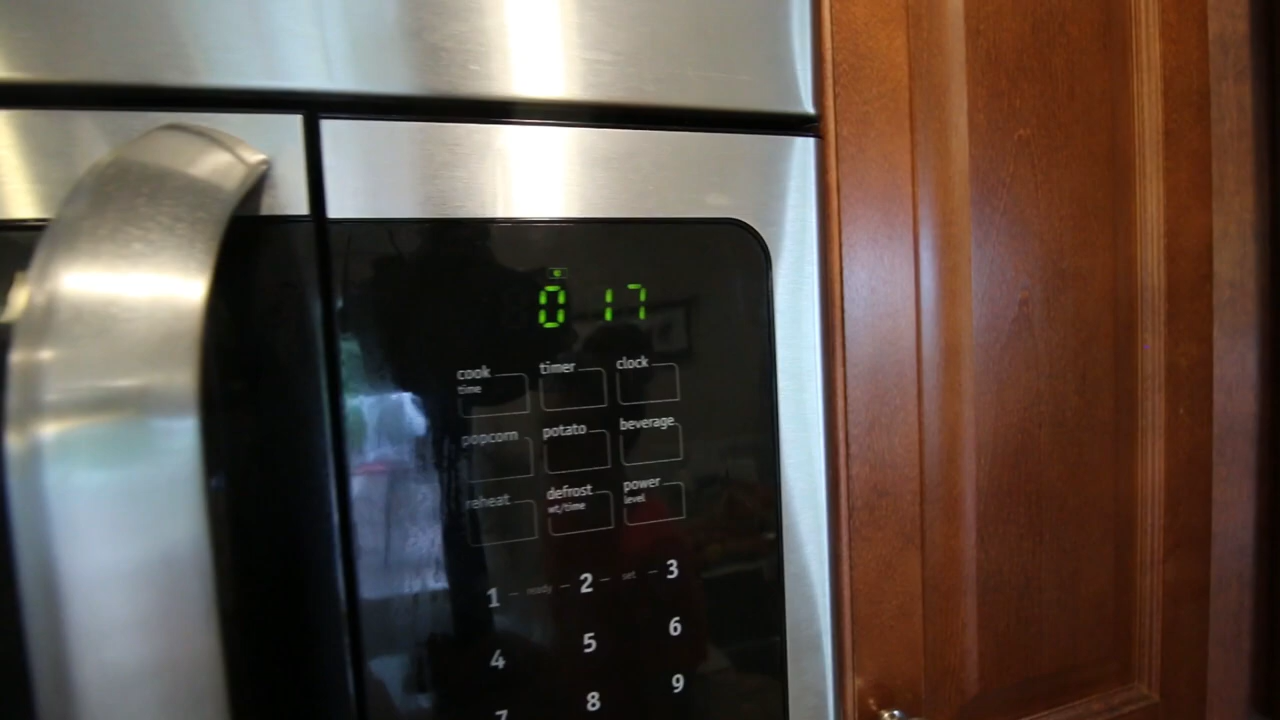 0 17
cook timer clock
time
popcorn potato beverage
reheat defrost power
wt/time level
1 ready 2 set 3
4 5 6
7 8 9